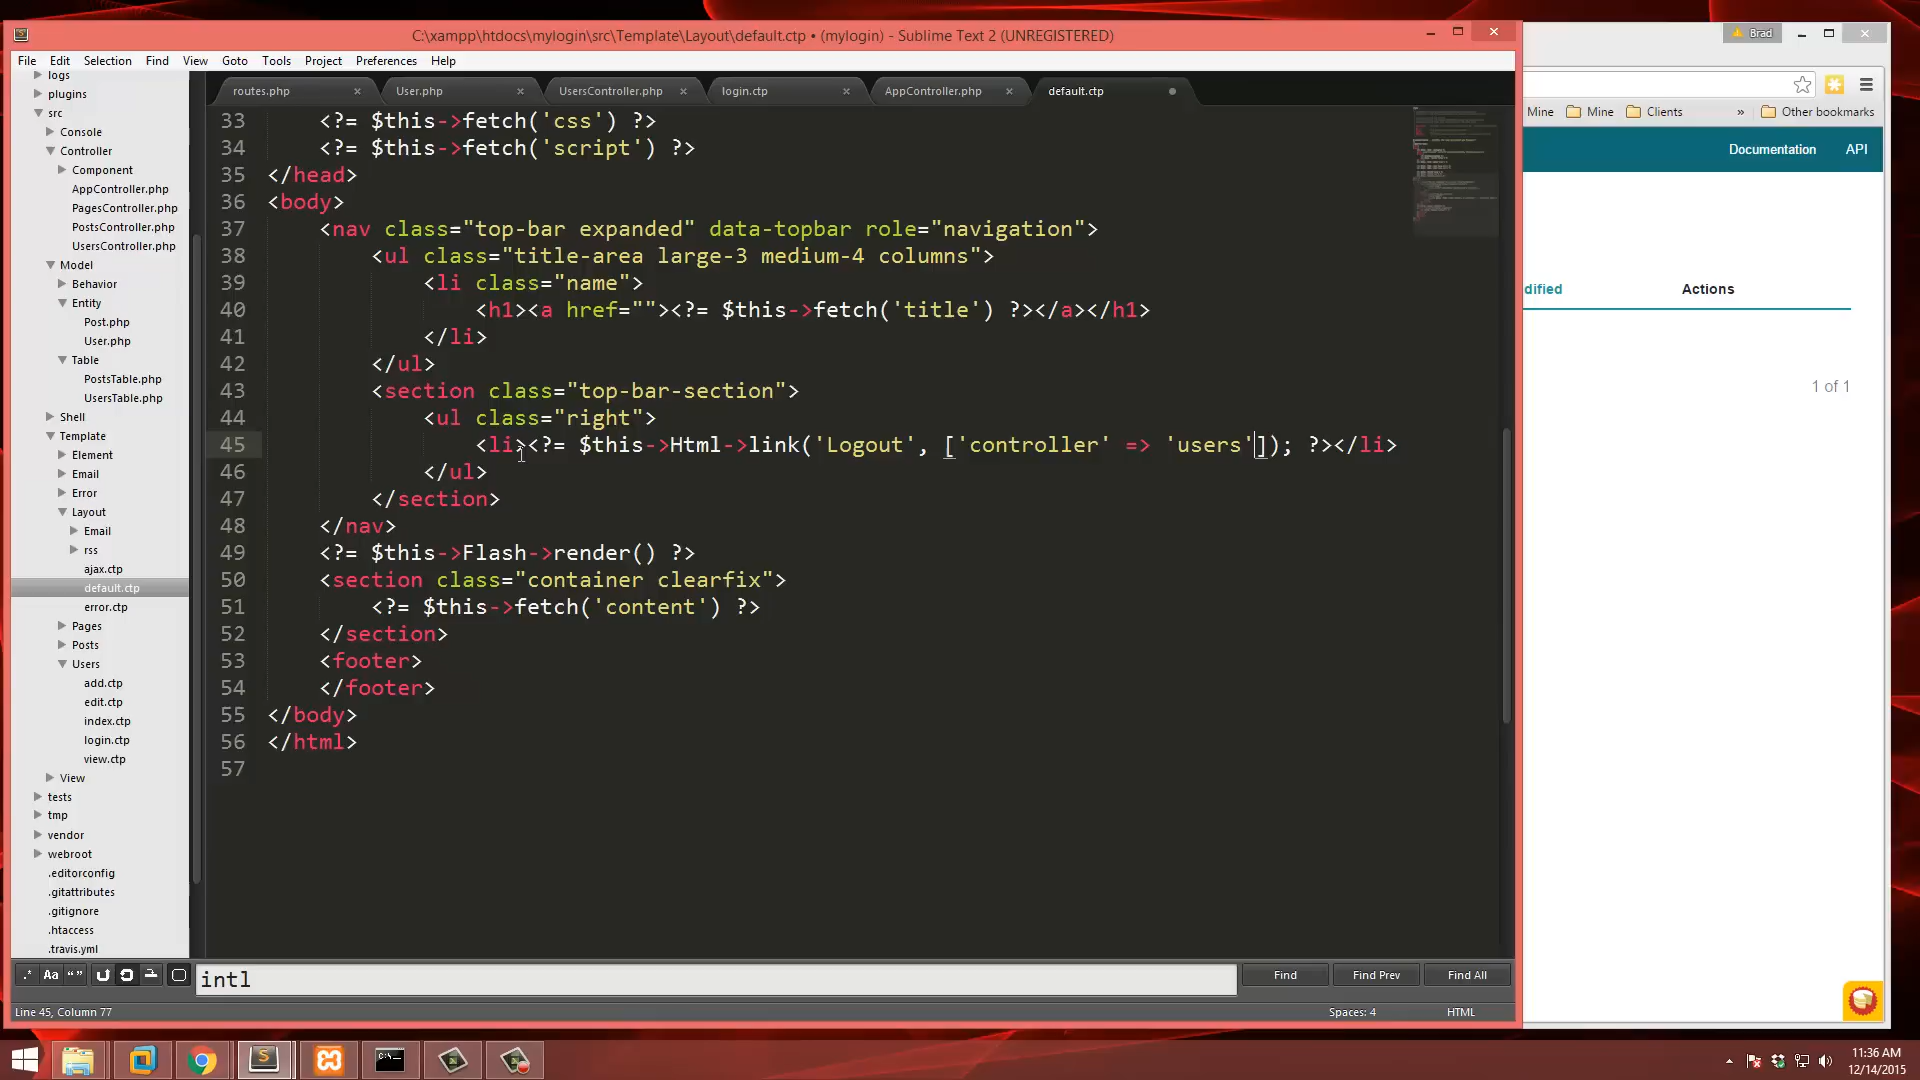 C:\xampp\htdocs\mylogin\src\Template\Layout\default.ctp • (mylogin) - Sublime Text 2 (UNREGISTERED)
Brad
File Edit Selection Find View Goto Tools Project Preferences Help
logs
plugins
src
Console
Controller
Component
AppController.php
PagesController.php
PostsController.php
UsersController.php
Model
Behavior
Entity
Post.php
User.php
Table
PostsTable.php
UsersTable.php
Shell
Template
Element
Email
Error
Layout
Email
rss
ajax.ctp
default.ctp
error.ctp
Pages
Posts
Users
add.ctp
edit.ctp
index.ctp
login.ctp
view.ctp
View
tests
tmp
vendor
webroot
.editorconfig
.gitattributes
.gitignore
.htaccess
.travis.yml
routes.php × User.php × UsersController.php × login.ctp × AppController.php × default.ctp
33 <?= $this->fetch('css') ?>
34 <?= $this->fetch('script') ?>
35 </head>
36 <body>
37 <nav class="top-bar expanded" data-topbar role="navigation">
38 <ul class="title-area large-3 medium-4 columns">
39 <li class="name">
40 <h1><a href=""><?= $this->fetch('title') ?></a></h1>
41 </li>
42 </ul>
43 <section class="top-bar-section">
44 <ul class="right">
45 <li><?= $this->Html->link('Logout', ['controller' => 'users']); ?></li>
46 </ul>
47 </section>
48 </nav>
49 <?= $this->Flash->render() ?>
50 <section class="container clearfix">
51 <?= $this->fetch('content') ?>
52 </section>
53 <footer>
54 </footer>
55 </body>
56 </html>
57
Mine Mine Clients » Other bookmarks
Documentation API
dified Actions
1 of 1
.* Aa “” intl Find Find Prev Find All
Line 45, Column 77 Spaces: 4 HTML
11:36 AM
12/14/2015